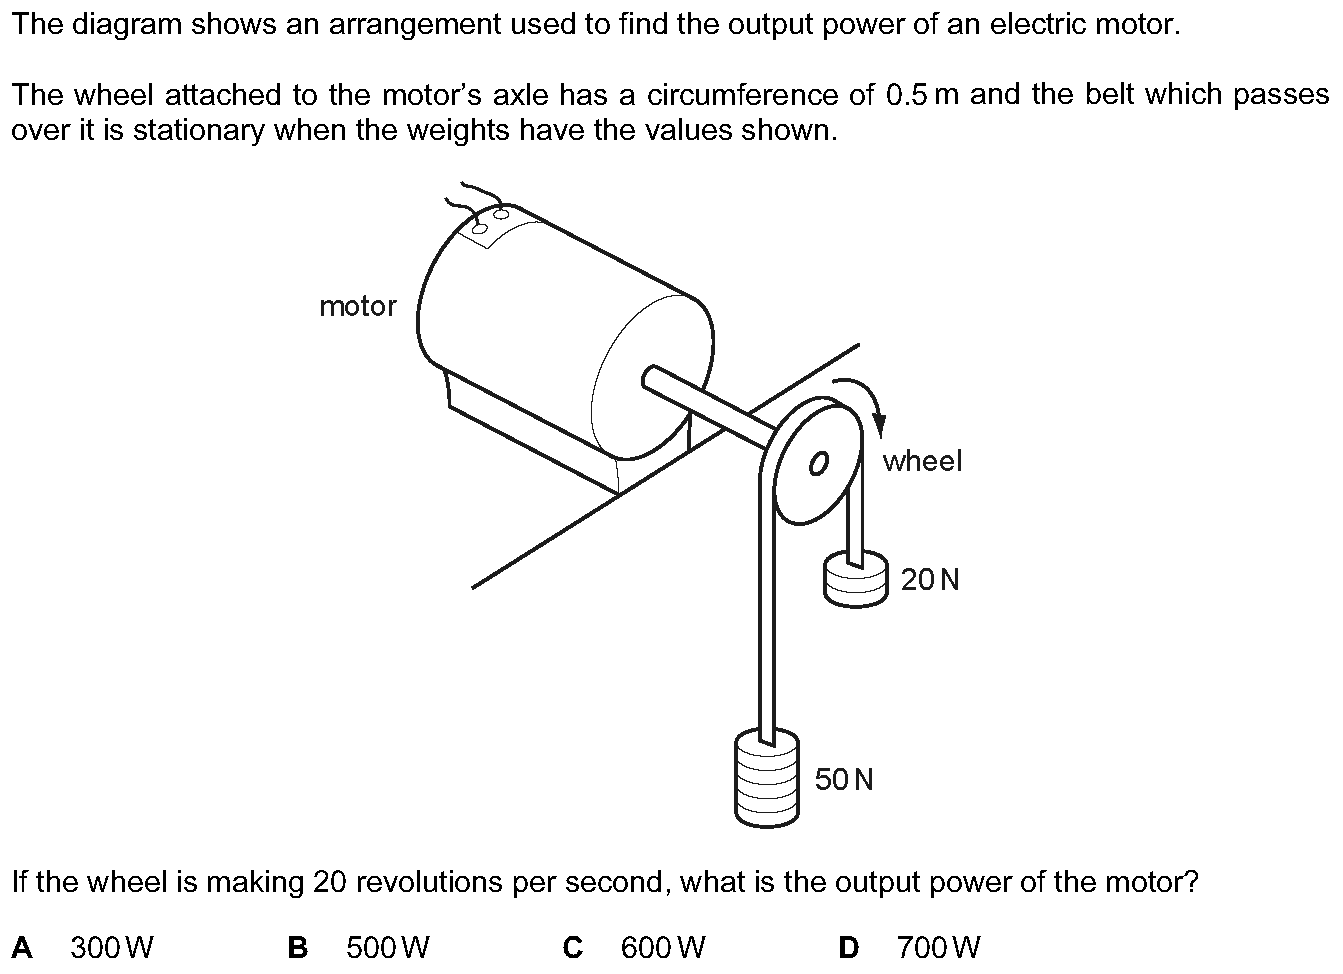 The diagram shows an arrangement used to find the output power of an electric motor.
The wheel attached to the motor's axle has a circumference of 0.5 m and the belt which passes
over it is stationary when the weights have the values shown.
motor
wheel
20 N
50 N
If the wheel is making 20 revolutions per second, what is the output power of the motor?
A 300 W B 500 W C 600 W D 700 W